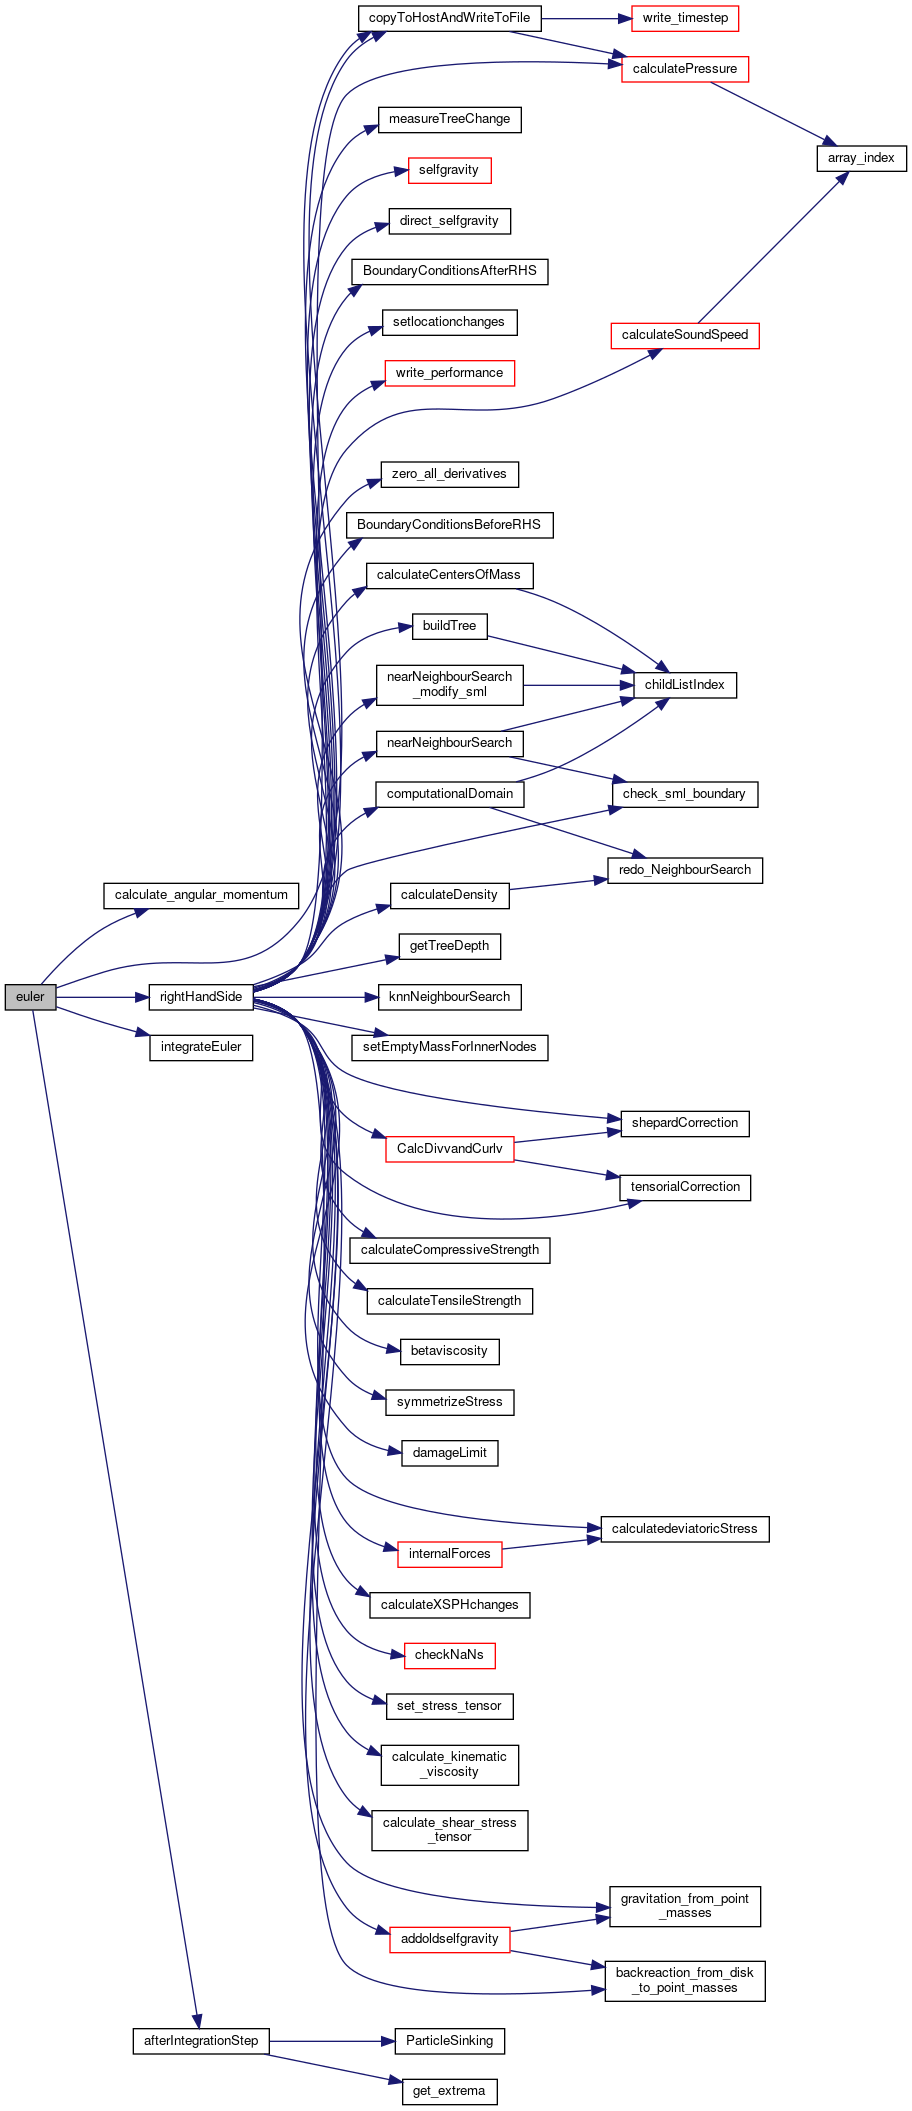 copyToHostAndWriteToFile
write_timestep
calculatePressure
measureTreeChange
array_index
selfgravity
direct_selfgravity
BoundaryConditionsAfterRHS
setlocationchanges
calculateSoundSpeed
write_performance
zero_all_derivatives
BoundaryConditionsBeforeRHS
calculateCentersOfMass
buildTree
nearNeighbourSearch
_modify_sml
childListIndex
nearNeighbourSearch
computationalDomain
check_sml_boundary
redo_NeighbourSearch
calculate_angular_momentum
calculateDensity
getTreeDepth
euler
rightHandSide
knnNeighbourSearch
integrateEuler
setEmptyMassForInnerNodes
shepardCorrection
CalcDivvandCurlv
tensorialCorrection
calculateCompressiveStrength
calculateTensileStrength
betaviscosity
symmetrizeStress
damageLimit
calculatedeviatoricStress
internalForces
calculateXSPHchanges
checkNaNs
set_stress_tensor
calculate_kinematic
_viscosity
calculate_shear_stress
_tensor
gravitation_from_point
_masses
addoldselfgravity
backreaction_from_disk
_to_point_masses
afterIntegrationStep
ParticleSinking
get_extrema